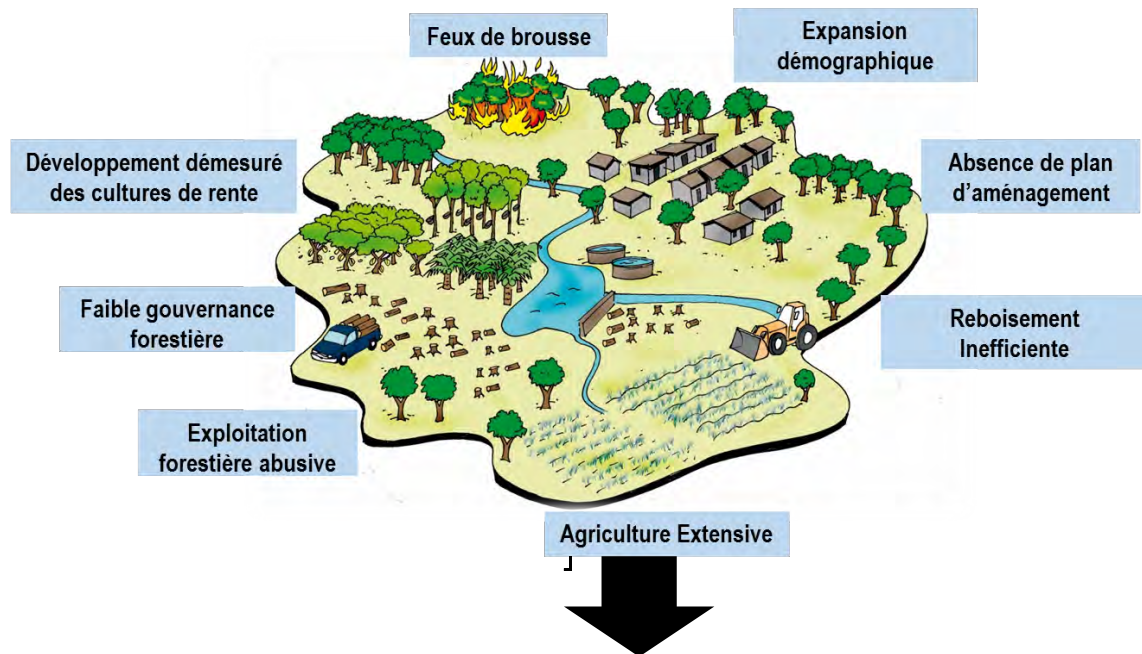 Feux de brousse
Expansion
démographique
Développement démesuré
des cultures de rente
Absence de plan
d'aménagement
Faible gouvernance
forestière
Reboisement
Inefficiente
Exploitation
forestière abusive
Agriculture Extensive